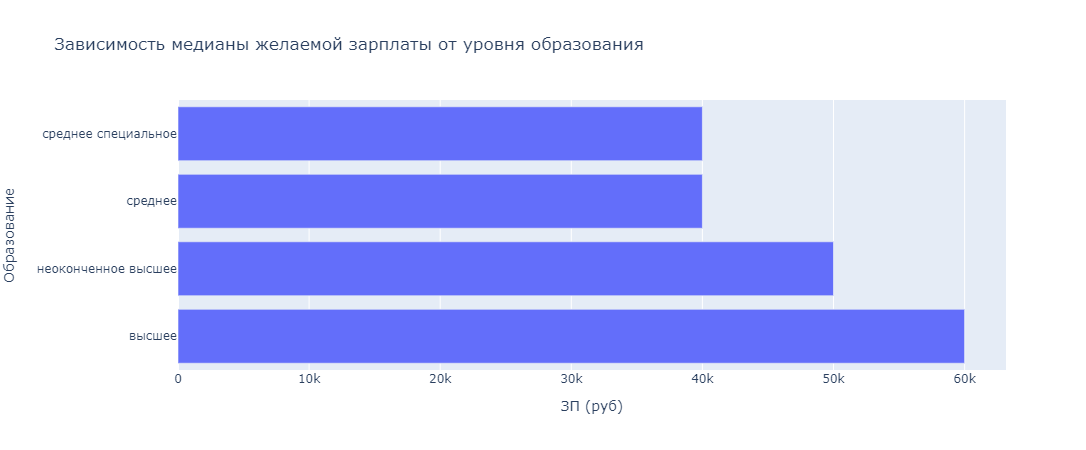 Зависимость медианы желаемой зарплаты от уровня образования
Образование
среднее специальное
среднее
неоконченное высшее
высшее
0 10k 20k 30k 40k 50k 60k
ЗП (руб)